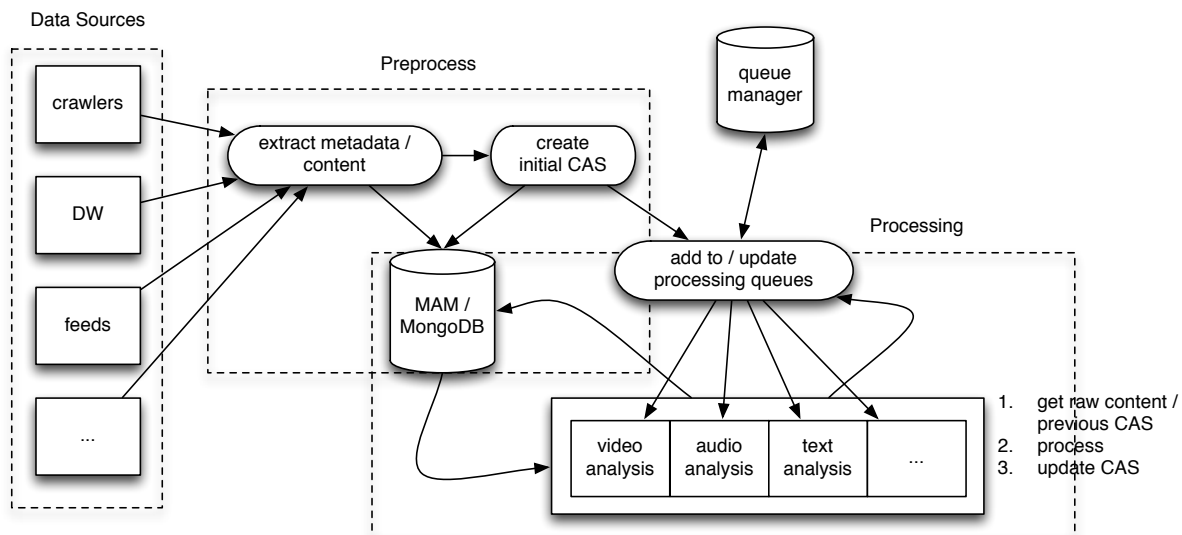 Data Sources
crawlers
DW
feeds
...
Preprocess
extract metadata /
content
create
initial CAS
MAM /
MongoDB
queue
manager
Processing
add to / update
processing queues
video
analysis
audio
analysis
text
analysis
...
1. get raw content /
previous CAS
2. process
3. update CAS